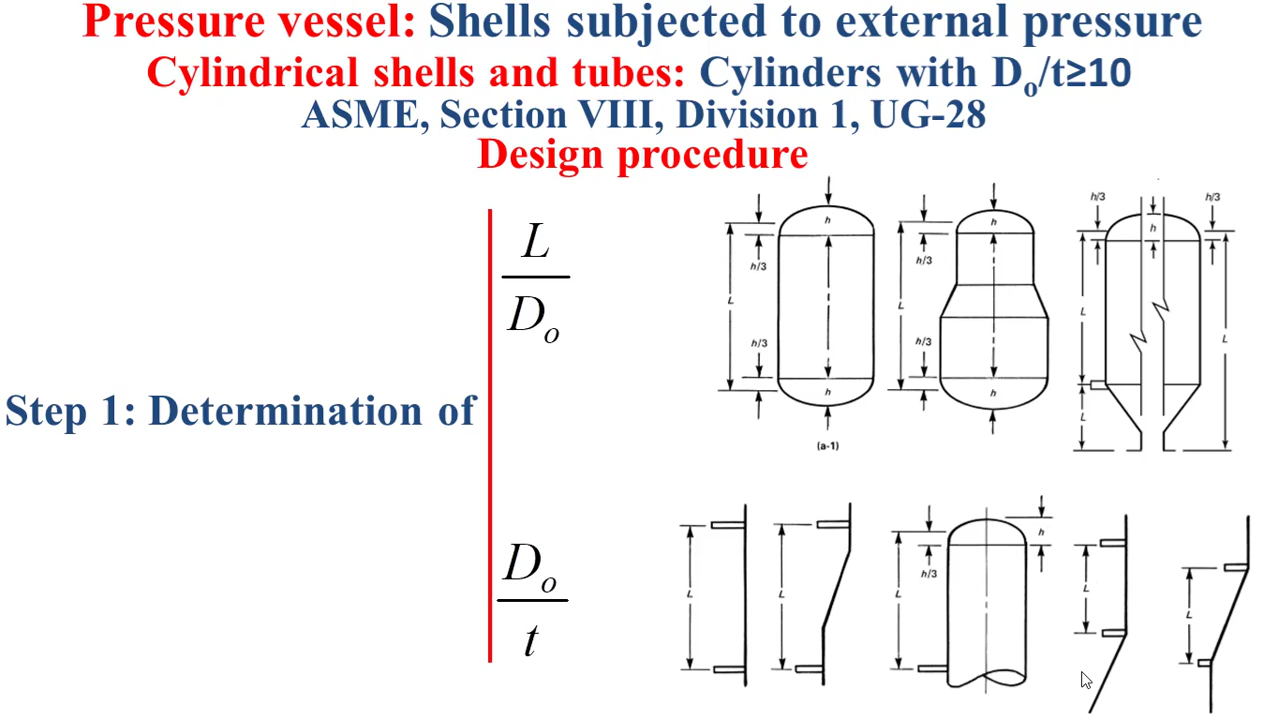 Pressure vessel: Shells subjected to external pressure
Cylindrical shells and tubes: Cylinders with Do/t≥10
ASME, Section VIII, Division 1, UG-28
Design procedure
Step 1: Determination of
L
Do
Do
t
h
h/3
L
h/3
h
(a-1)
h
h/3
L
h/3
h
h/3
h/3
h
L
L
L
L
L
h
h/3
L
L
L